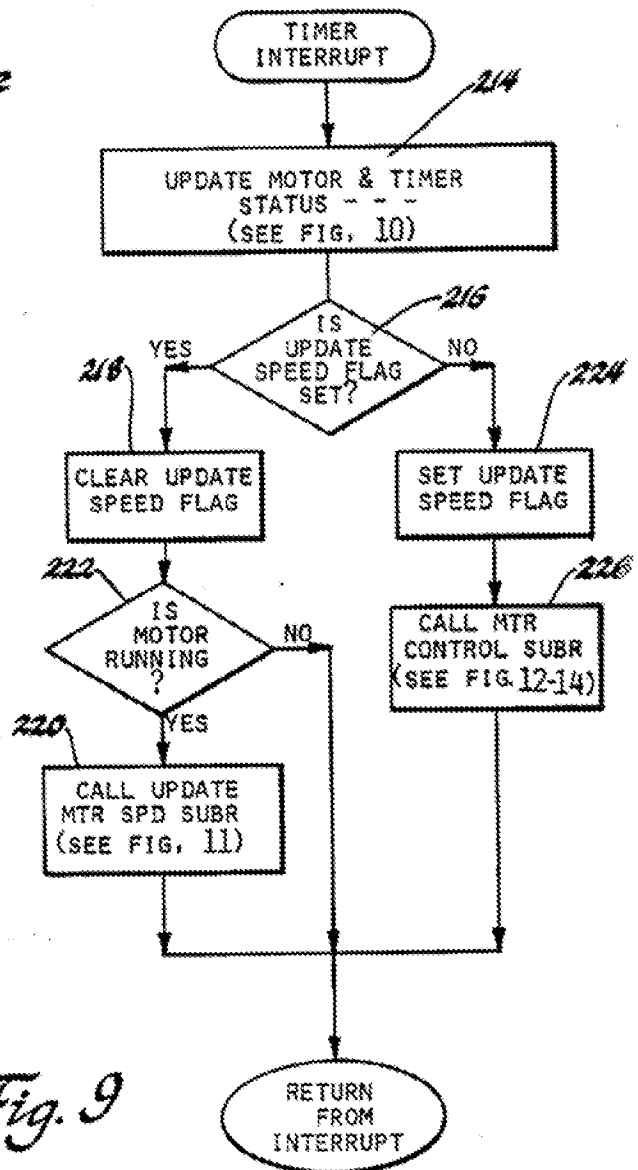 TIMER
INTERRUPT
214
UPDATE MOTOR & TIMER
STATUS - - -
(SEE FIG. 10)
216
IS
UPDATE
SPEED FLAG
SET?
YES
NO
218
224
CLEAR UPDATE
SPEED FLAG
SET UPDATE
SPEED FLAG
222
226
IS
MOTOR
RUNNING
?
NO
YES
CALL MTR
CONTROL SUBR
(SEE FIG. 12-14)
220
CALL UPDATE
MTR SPD SUBR
(SEE FIG. 11)
RETURN
FROM
INTERRUPT
Fig. 9